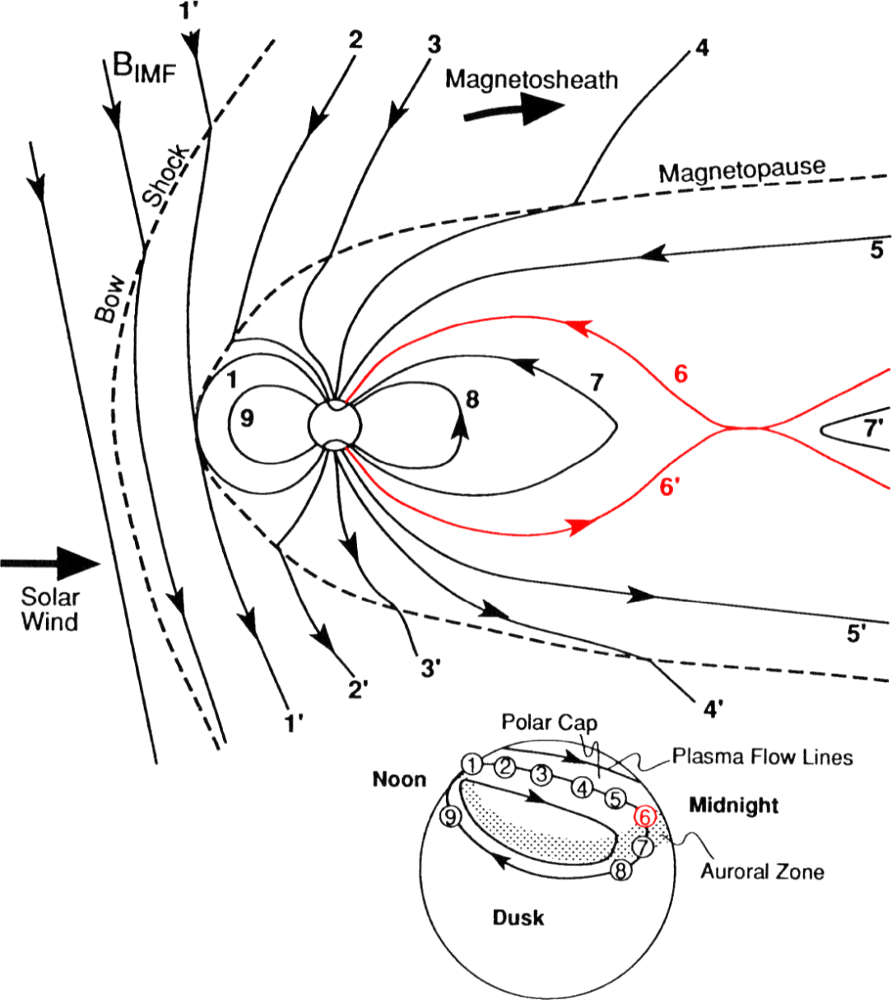 1'
2
3
4
B_IMF
Magnetosheath
Shock
Magnetopause
5
Bow
6
1
9
8
7
7'
6'
Solar
Wind
5'
3'
2'
4'
1'
Polar Cap
Plasma Flow Lines
Noon
1
2
3
4
5
6
Midnight
9
7
8
Auroral Zone
Dusk